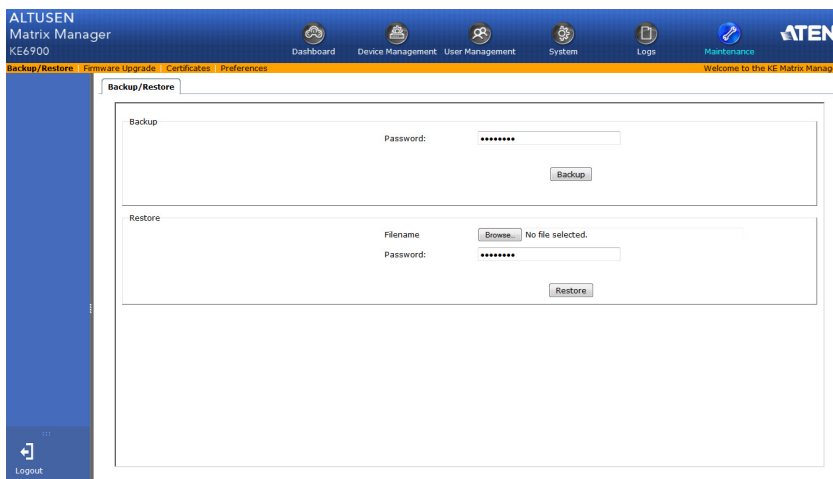 ALTUSEN
Matrix Manager
KE6900
Dashboard Device Management User Management System Logs Maintenance
ATEN
Backup/Restore Firmware Upgrade Certificates Preferences
Welcome to the KE Matrix Manag
Backup/Restore
Backup
Password: ••••••••
Backup
Restore
Filename Browse... No file selected.
Password: ••••••••
Restore
Logout